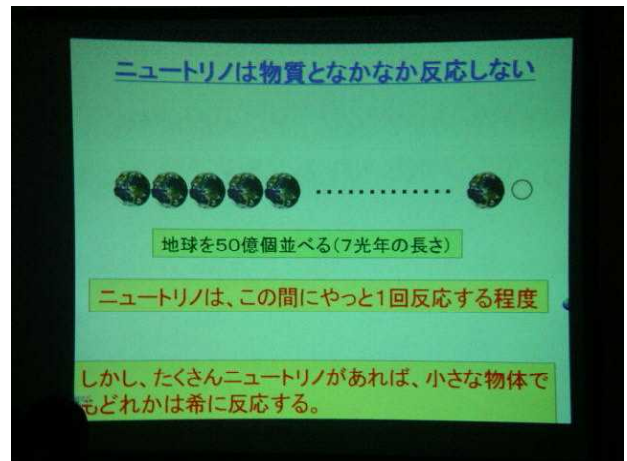 ニュートリノは物質となかなか反応しない
地球を50億個並べる(7光年の長さ)
ニュートリノは、この間にやっと1回反応する程度
しかし、たくさんニュートリノがあれば、小さな物体で
もどれかは希に反応する。